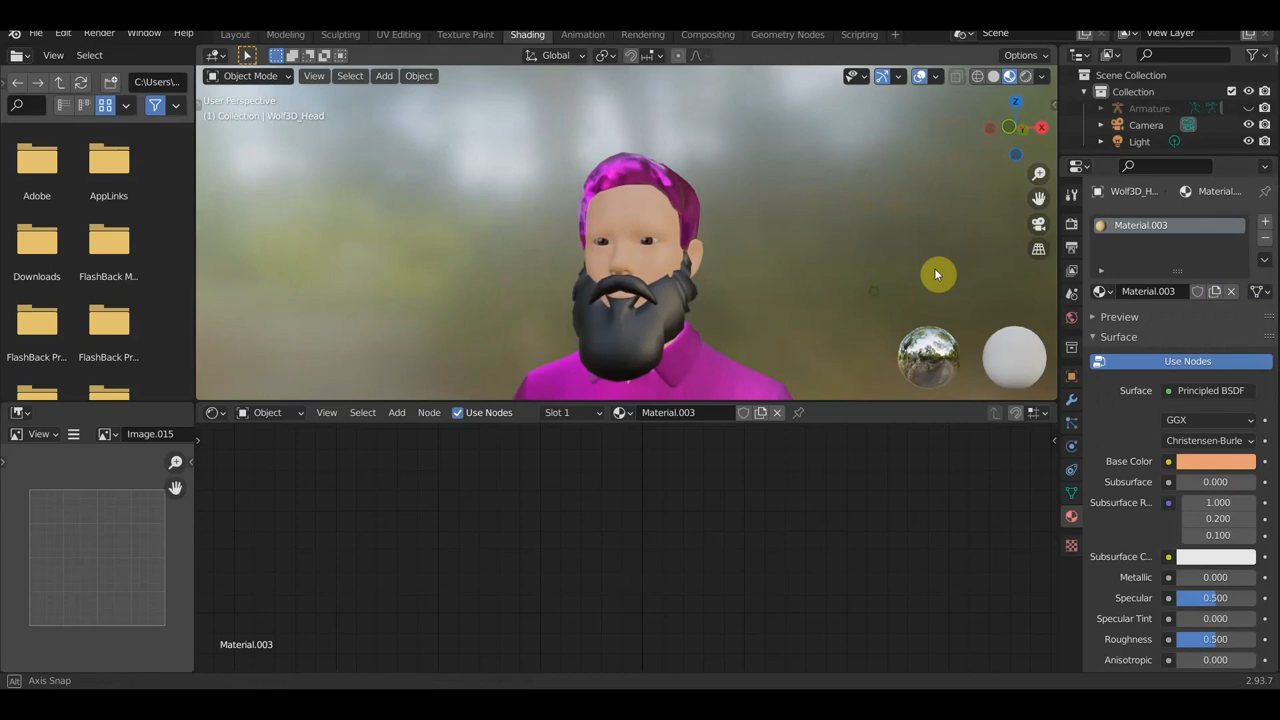 File Edit Render Window Help Layout Modeling Sculpting UV Editing Texture Paint Shading Animation Rendering Compositing Geometry Nodes Scripting + Scene View Layer
View Select Global Options
C:\Users\...
Object Mode View Select Add Object
User Perspective
(1) Collection | Wolf3D_Head
Z
X
Adobe AppLinks
Downloads FlashBack M...
FlashBack Pr... FlashBack Pr...
View Image.015
Object View Select Add Node Use Nodes Slot 1 Material.003
Material.003
Scene Collection
Collection
Armature
Camera
Light
Wolf3D_H... Material....
Material.003
Material.003
Preview
Surface
Use Nodes
Surface Principled BSDF
GGX
Christensen-Burle
Base Color
Subsurface 0.000
Subsurface R... 1.000
0.200
0.100
Subsurface C...
Metallic 0.000
Specular 0.500
Specular Tint 0.000
Roughness 0.500
Anisotropic 0.000
Alt Axis Snap 2.93.7